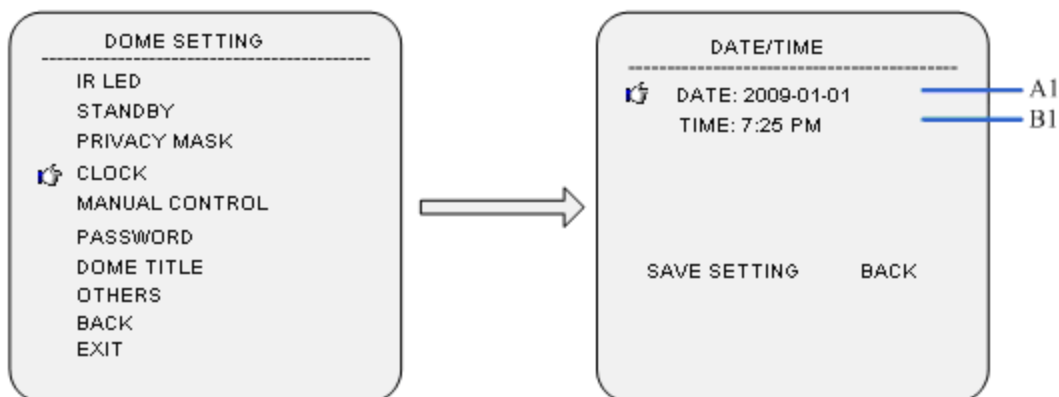 DOME SETTING
IR LED
STANDBY
PRIVACY MASK
CLOCK
MANUAL CONTROL
PASSWORD
DOME TITLE
OTHERS
BACK
EXIT
DATE/TIME
DATE: 2009-01-01
A1
TIME: 7:25 PM
B1
SAVE SETTING BACK